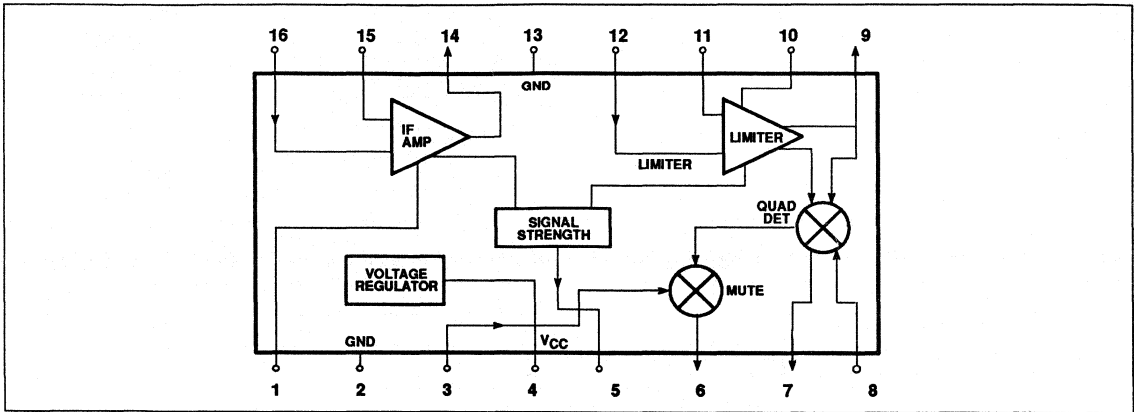 16 15 14 13 12 11 10 9
GND
IF
AMP
LIMITER
LIMITER
SIGNAL
STRENGTH
QUAD
DET
VOLTAGE
REGULATOR
MUTE
GND
VCC
1 2 3 4 5 6 7 8